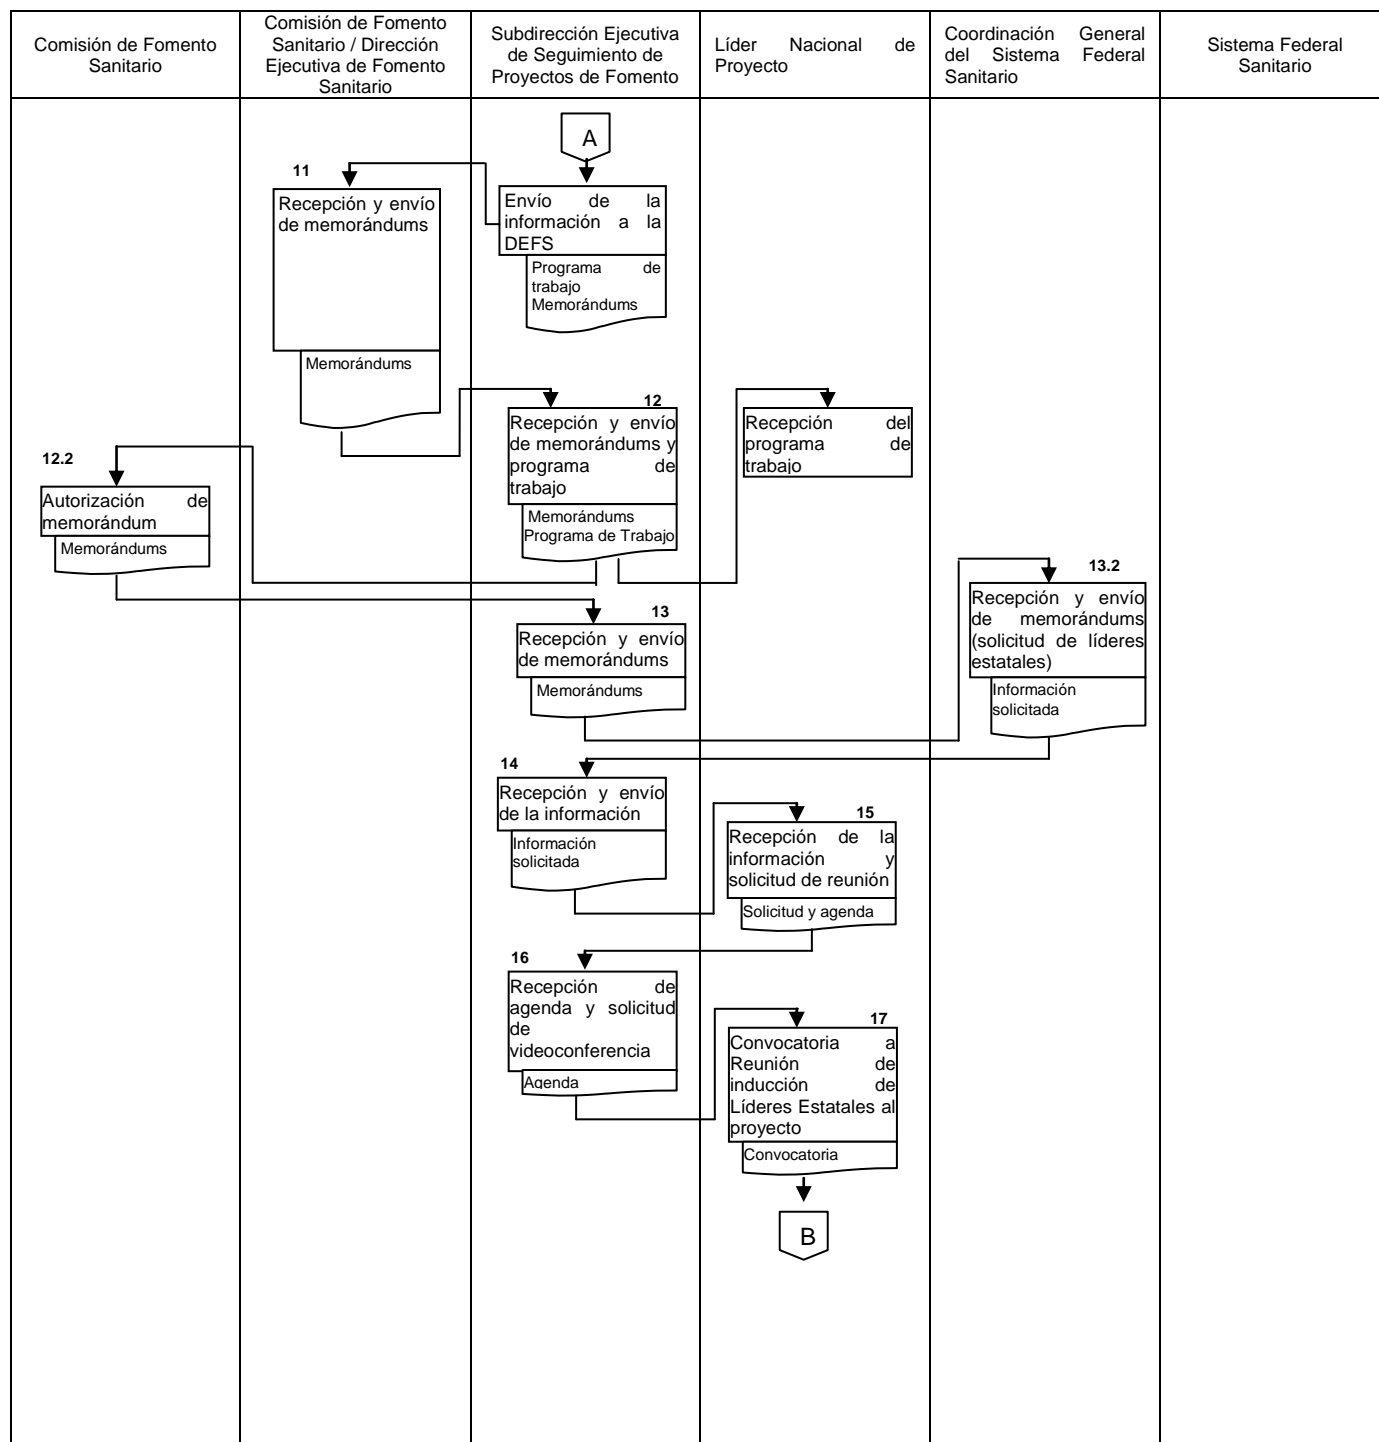 Comisión de Fomento
Sanitario
Comisión de Fomento
Sanitario / Dirección
Ejecutiva de Fomento
Sanitario
Subdirección Ejecutiva
de Seguimiento de
Proyectos de Fomento
Líder Nacional de
Proyecto
Coordinación General
del Sistema Federal
Sanitario
Sistema Federal
Sanitario
A
Envío de la
información a la
DEFS
Programa de
trabajo
Memorándums
11
Recepción y envío
de memorándums
Memorándums
12
Recepción y envío
de memorándums y
programa de
trabajo
Memorándums
Programa de Trabajo
Recepción del
programa de
trabajo
12.2
Autorización de
memorándum
Memorándums
13
Recepción y envío
de memorándums
Memorándums
13.2
Recepción y envío
de memorándums
(solicitud de líderes
estatales)
Información
solicitada
14
Recepción y envío
de la información
Información
solicitada
15
Recepción de la
información y
solicitud de reunión
Solicitud y agenda
16
Recepción de
agenda y solicitud
de
videoconferencia
Agenda
17
Convocatoria a
Reunión de
inducción de
Líderes Estatales al
proyecto
Convocatoria
B